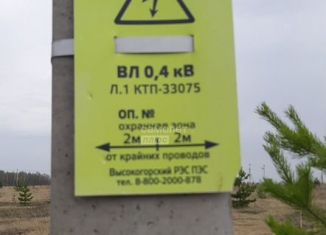 ВЛ 0,4 кВ
Л.1 КТП-33075
ОП. №
охранная зона
2м 2м
от крайних проводов
Высокогорский РЭС ПЭС
тел. 8-800-2000-878